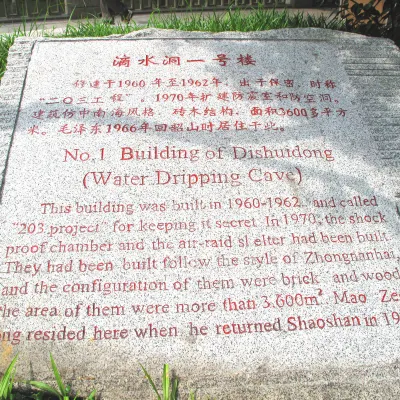 滴水洞一号楼
修建于1960年至1962年；出于保密，时称
“二〇三工程”。1970年扩建防震室和防空洞。
建筑仿中南海风格，砖木结构，面积3600多平方
米。毛泽东1966年回韶山时居住于此。
No.1 Building of Dishuidong
(Water Dripping Cave)
This building was built in 1960-1962, and called
"203 project" for keeping it secret. In 1970, the shock
proof chamber and the air-raid sl elter had been built.
They had been built follow the style of Zhongnanhai,
and the configuration of them were brick and wood
the area of them were more than 3,600m². Mao Ze
ng resided here when he returned Shaoshan in 19